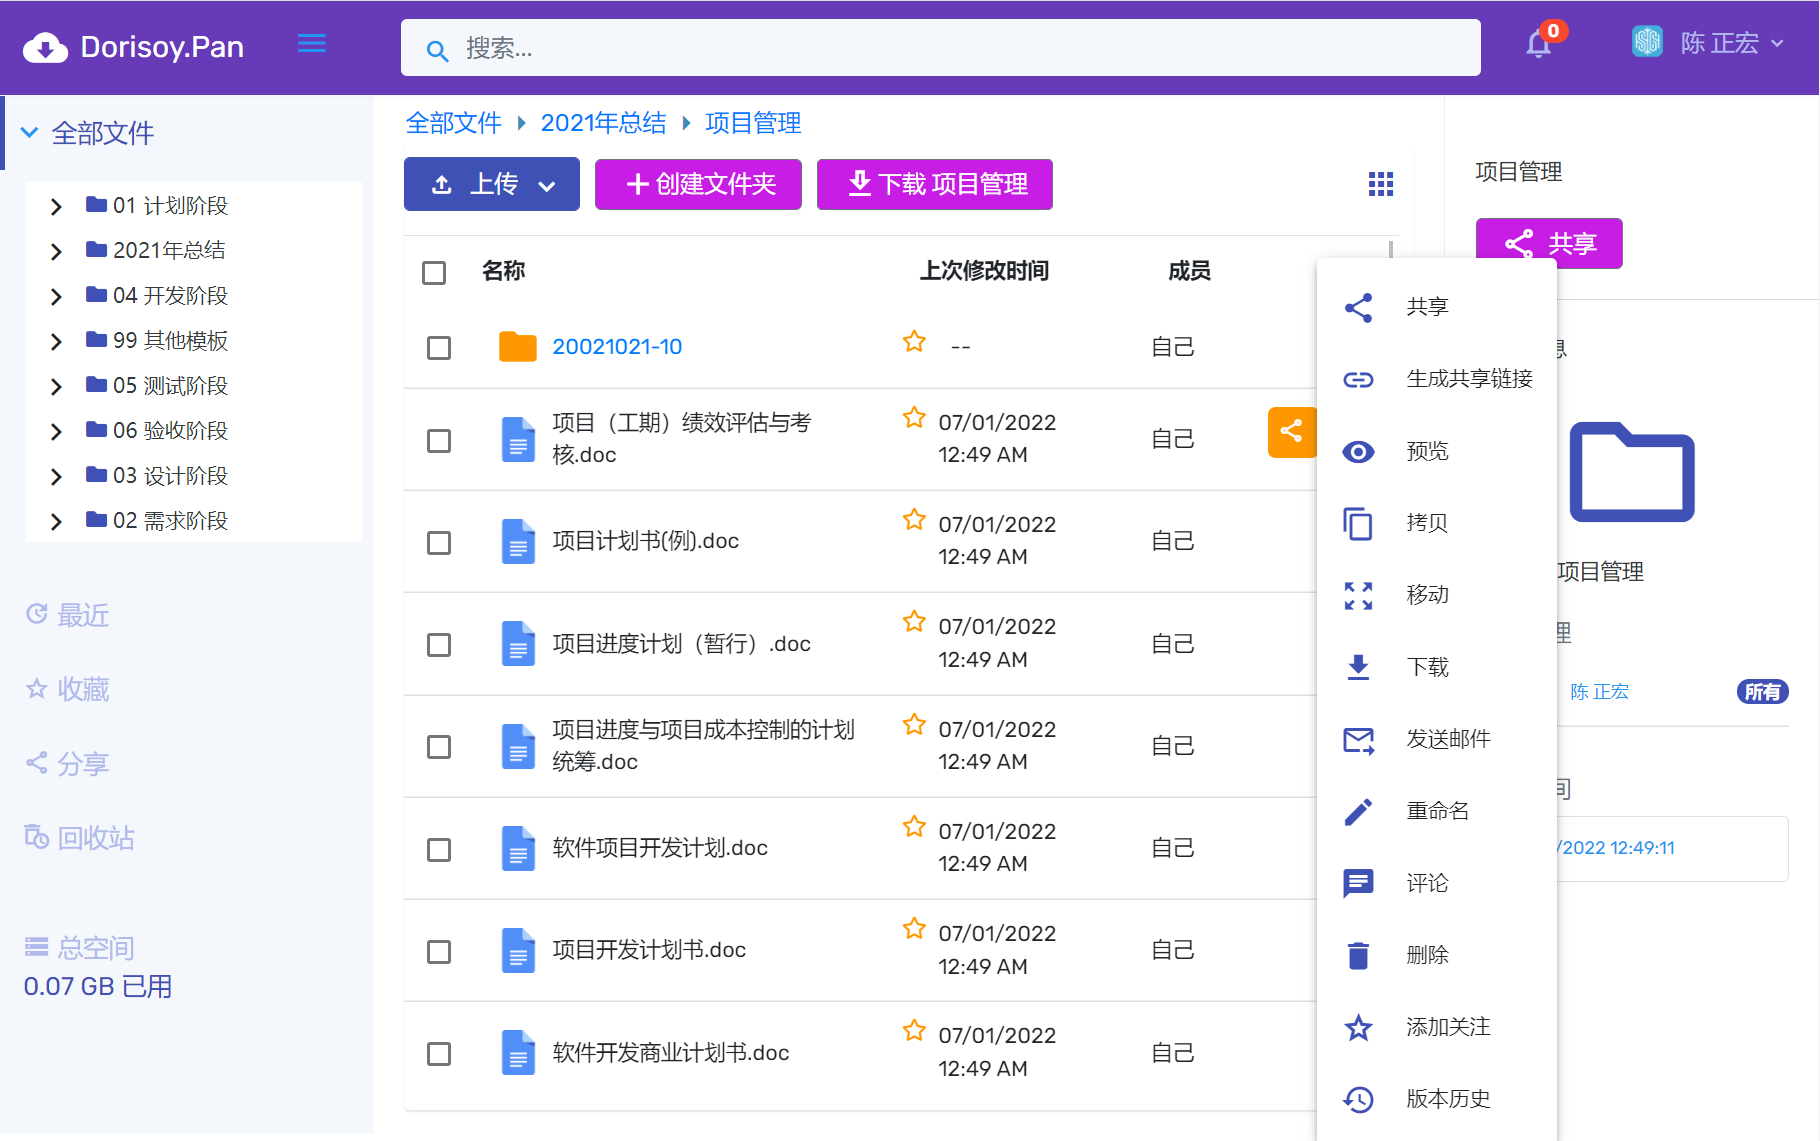 Dorisoy.Pan
搜索...
0
陈 正宏
全部文件
01 计划阶段
2021年总结
04 开发阶段
99 其他模板
05 测试阶段
06 验收阶段
03 设计阶段
02 需求阶段
最近
收藏
分享
回收站
总空间
0.07 GB 已用
全部文件 2021年总结 项目管理
上传 创建文件夹 下载 项目管理
名称 上次修改时间 成员
20021021-10 -- 自己
项目（工期）绩效评估与考
核.doc
07/01/2022
12:49 AM
自己
项目计划书(例).doc
07/01/2022
12:49 AM
自己
项目进度计划（暂行）.doc
07/01/2022
12:49 AM
自己
项目进度与项目成本控制的计划
统筹.doc
07/01/2022
12:49 AM
自己
软件项目开发计划.doc
07/01/2022
12:49 AM
自己
项目开发计划书.doc
07/01/2022
12:49 AM
自己
软件开发商业计划书.doc
07/01/2022
12:49 AM
自己
共享
生成共享链接
预览
拷贝
移动
下载
发送邮件
重命名
评论
删除
添加关注
版本历史
项目管理
共享
息
项目管理
理
陈 正宏 所有
间
/2022 12:49:11